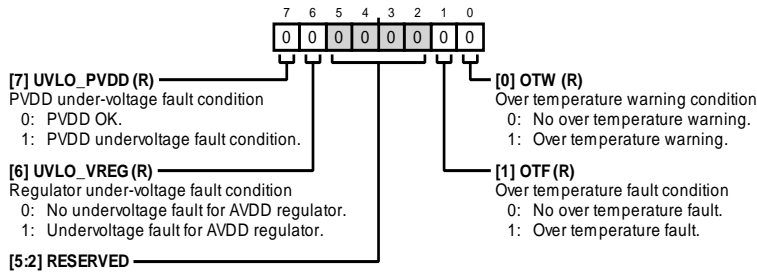 7 6 5 4 3 2 1 0
0 0 0 0 0 0 0 0
[7] UVLO_PVDD (R)
PVDD under-voltage fault condition
0: PVDD OK.
1: PVDD undervoltage fault condition.
[6] UVLO_VREG (R)
Regulator under-voltage fault condition
0: No undervoltage fault for AVDD regulator.
1: Undervoltage fault for AVDD regulator.
[5:2] RESERVED
[0] OTW (R)
Over temperature warning condition
0: No over temperature warning.
1: Over temperature warning.
[1] OTF (R)
Over temperature fault condition
0: No over temperature fault.
1: Over temperature fault.